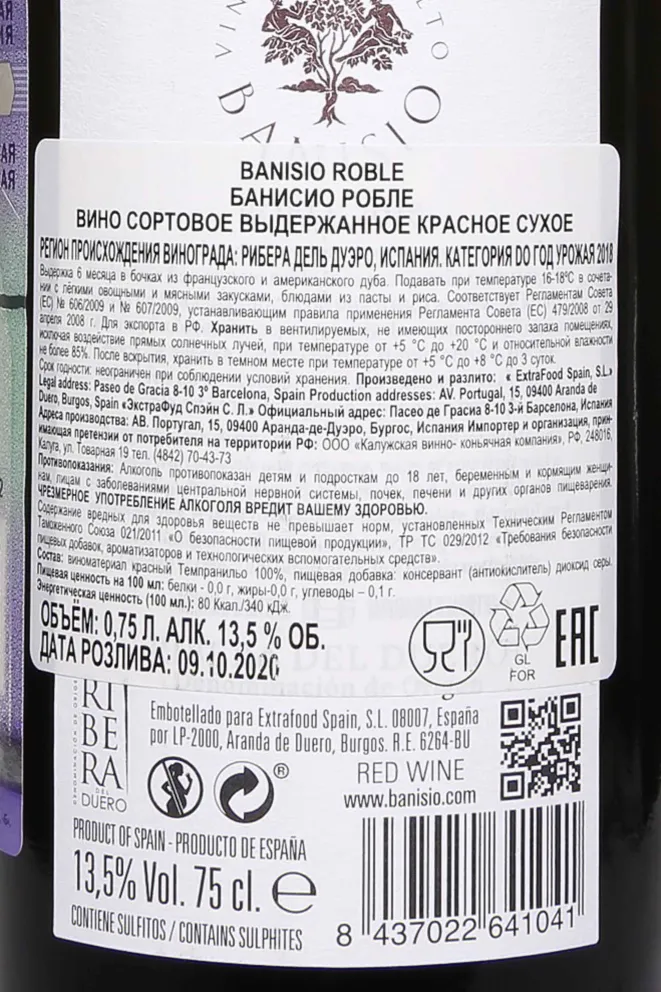 BANISIO
BANISIO ROBLE
БАНИСИО РОБЛЕ
ВИНО СОРТОВОЕ ВЫДЕРЖАННОЕ КРАСНОЕ СУХОЕ
РЕГИОН ПРОИСХОЖДЕНИЯ ВИНОГРАДА: РИБЕРА ДЕЛЬ ДУЭРО, ИСПАНИЯ. КАТЕГОРИЯ DO ГОД УРОЖАЯ 2018
Выдержка 6 месяца в бочках из французского и американского дуба. Подавать при температуре 16-18°С в сочета-
нии с лёгкими овощными и мясными закусками, блюдами из пасты и риса. Соответствует Регламентам Совета
(ЕС) № 606/2009 и № 607/2009, устанавливающим правила применения Регламента Совета (ЕС) 479/2008 от 29
апреля 2008 г. Для экспорта в РФ. Хранить в вентилируемых, не имеющих постороннего запаха помещениях,
исключая воздействие прямых солнечных лучей, при температуре от +5 °С до +20 °С и относительной влажности
не более 85%. После вскрытия, хранить в темном месте при температуре от +5 °С до +8 °С до 3 суток.
Срок годности: неограничен при соблюдении условий хранения. Произведено и разлито: « ExtraFood Spain, S.L.»
Legal address: Paseo de Gracia 8-10 3º Barcelona, Spain Production addresses: AV. Portugal, 15, 09400 Aranda de
Duero, Burgos, Spain «ЭкстраФуд Спэйн С. Л.» Официальный адрес: Пасео де Грасиа 8-10 3-й Барселона, Испания
Адреса производства: АВ. Португал, 15, 09400 Аранда-де-Дуэро, Бургос, Испания Импортер и организация, прин-
имающая претензии от потребителя на территории РФ: ООО «Калужская винно- коньячная компания», РФ, 248016,
Калуга, ул. Товарная 19 тел. (4842) 70-43-73
Противопоказания: Алкоголь противопоказан детям и подросткам до 18 лет, беременным и кормящим женщи-
нам, лицам с заболеваниями центральной нервной системы, почек, печени и других органов пищеварения.
ЧРЕЗМЕРНОЕ УПОТРЕБЛЕНИЕ АЛКОГОЛЯ ВРЕДИТ ВАШЕМУ ЗДОРОВЬЮ.
Содержание вредных для здоровья веществ не превышает норм, установленных Техническим Регламентом
Таможенного Союза 021/2011 «О безопасности пищевой продукции», ТР ТС 029/2012 «Требования безопасности
пищевых добавок, ароматизаторов и технологических вспомогательных средств».
Состав: виноматериал красный Темпранильо 100%, пищевая добавка: консервант (антиокислитель) диоксид серы.
Пищевая ценность на 100 мл: белки - 0,0 г, жиры-0,0 г, углеводы – 0,1 г.
Энергетическая ценность (100 мл.): 80 Ккал./340 кДж.
ОБЪЁМ: 0,75 Л. АЛК. 13,5 % ОБ.
ДАТА РОЗЛИВА: 09.10.2020
GL
FOR
EAC
RIBERA
DEL
DUERO
Embotellado para Extrafood Spain, S.L. 08007, España
por LP-2000, Aranda de Duero, Burgos. R.E. 6264-BU
®
RED WINE
www.banisio.com
PRODUCT OF SPAIN - PRODUCTO DE ESPAÑA
13,5% Vol. 75 cl. e
CONTIENE SULFITOS / CONTAINS SULPHITES
8 437022 641041